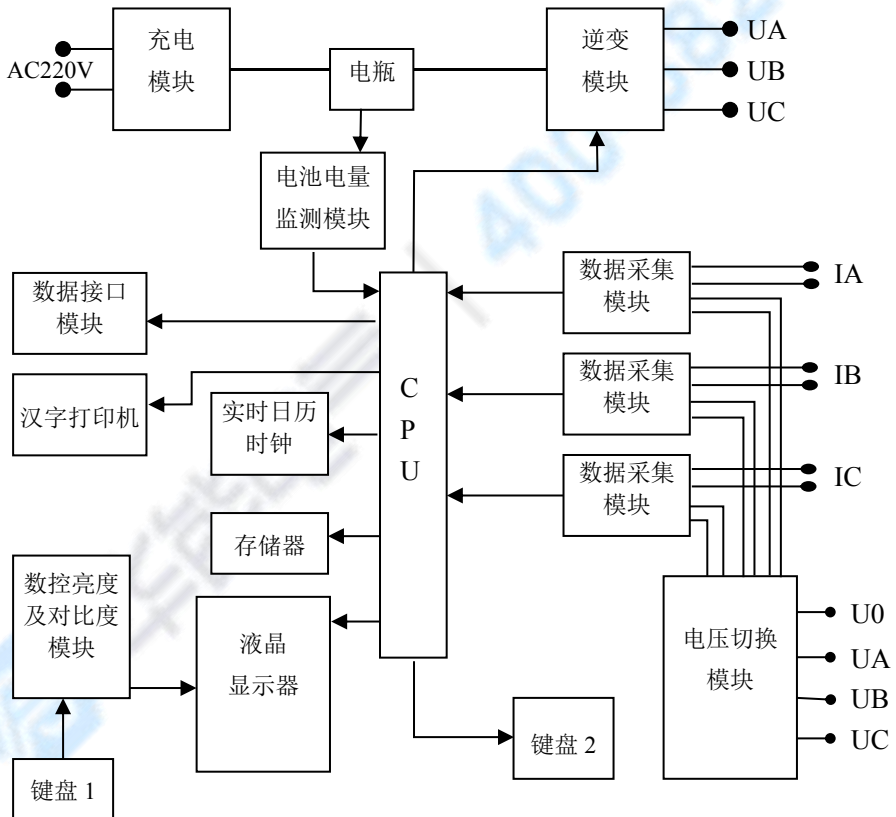 充电
模块
AC220V
电瓶
逆变
模块
UA
UB
UC
电池电量
监测模块
数据接口
模块
汉字打印机
实时日历
时钟
存储器
数控亮度
及对比度
模块
液晶
显示器
键盘 1
C
P
U
键盘 2
数据采集
模块
IA
数据采集
模块
IB
数据采集
模块
IC
电压切换
模块
U0
UA
UB
UC